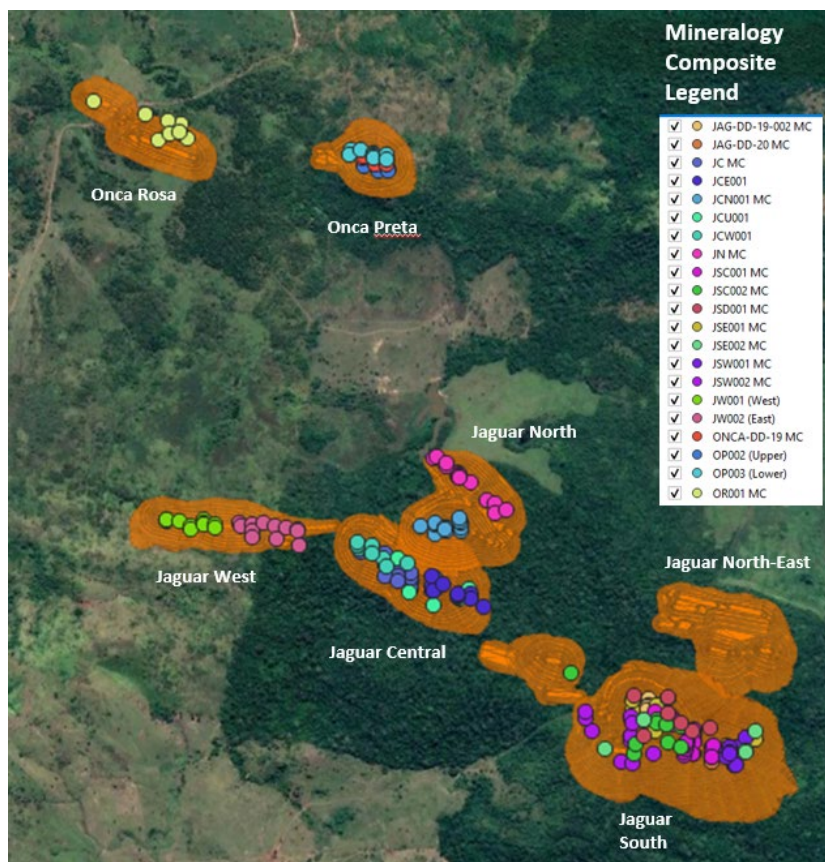 Mineralogy
Composite
Legend
JAG-DD-19-002 MC
JAG-DD-20 MC
JC MC
JCE001
JCN001 MC
JCU001
JCW001
JN MC
JSC001 MC
JSC002 MC
JSD001 MC
JSE001 MC
JSE002 MC
JSW001 MC
JSW002 MC
JW001 (West)
JW002 (East)
ONCA-DD-19 MC
OP002 (Upper)
OP003 (Lower)
OR001 MC
Onca Rosa
Onca Preta
Jaguar North
Jaguar West
Jaguar North-East
Jaguar Central
Jaguar
South